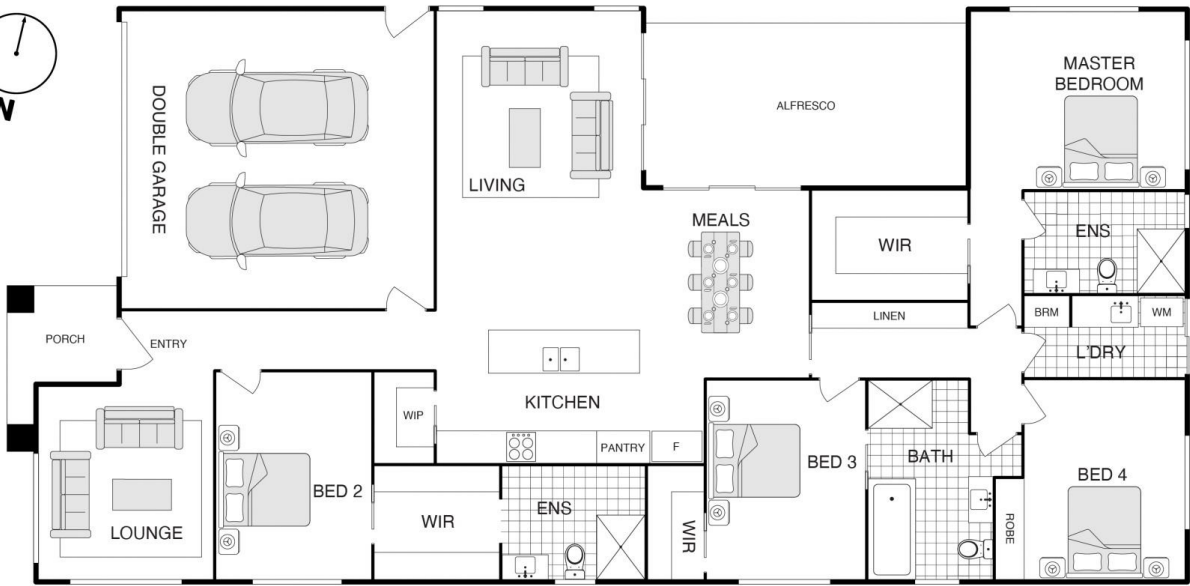 N
DOUBLE GARAGE
LIVING
ALFRESCO
MASTER
BEDROOM
MEALS
WIR
ENS
LINEN
BRM
WM
L'DRY
PORCH
ENTRY
WIP
KITCHEN
PANTRY
F
LOUNGE
BED 2
WIR
ENS
WIR
BED 3
BATH
ROBE
BED 4